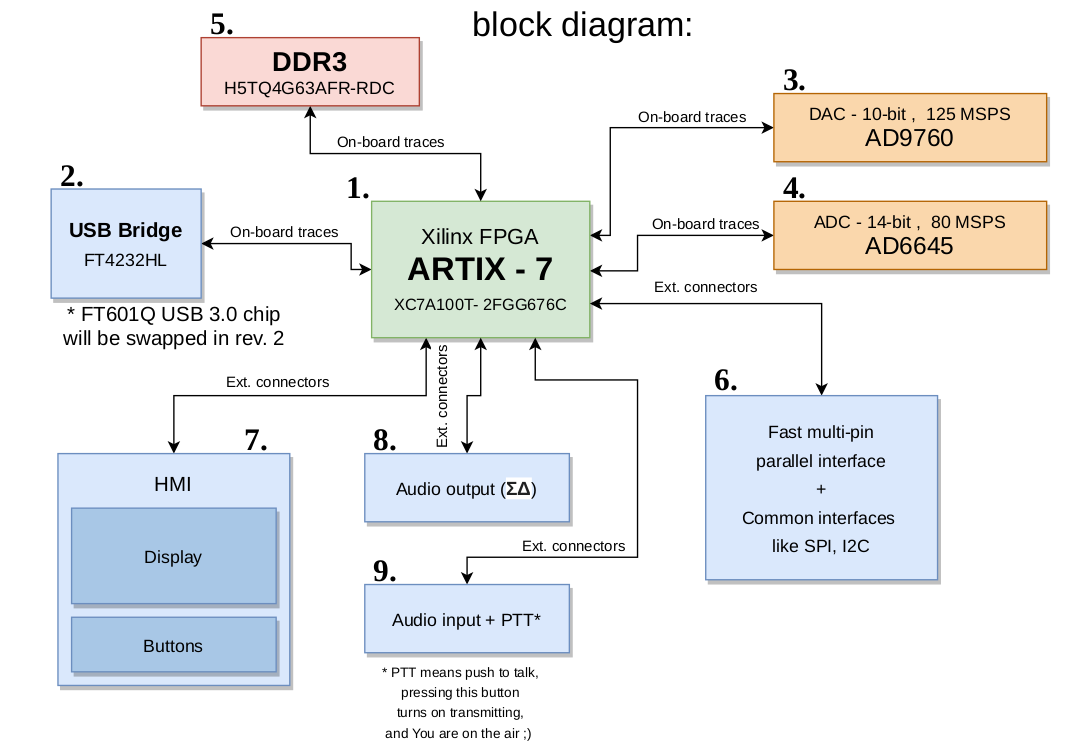 block diagram:
5.
DDR3
H5TQ4G63AFR-RDC
On-board traces
3.
DAC - 10-bit ,  125 MSPS
AD9760
On-board traces
2.
USB Bridge
FT4232HL
On-board traces
* FT601Q USB 3.0 chip
will be swapped in rev. 2
1.
Xilinx FPGA
ARTIX - 7
XC7A100T- 2FGG676C
4.
ADC - 14-bit ,  80 MSPS
AD6645
On-board traces
Ext. connectors
6.
Fast multi-pin
parallel interface
+
Common interfaces
like SPI, I2C
Ext. connectors
7.
HMI
Display
Buttons
Ext. connectors
8.
Audio output (ΣΔ)
Ext. connectors
9.
Audio input + PTT*
* PTT means push to talk,
pressing this button
turns on transmitting,
and You are on the air ;)